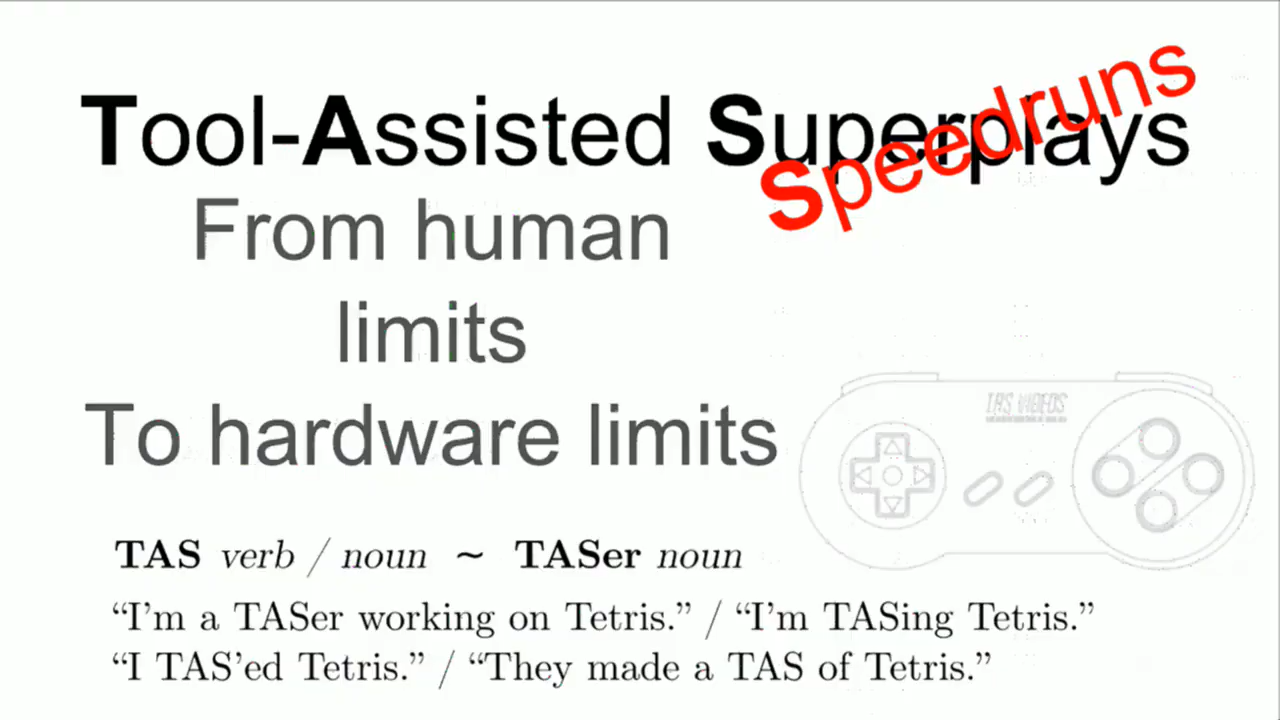 Tool-Assisted Superplays
Speedruns
From human
limits
To hardware limits
TAS VIDEOS
TAS verb / noun ~ TASer noun
“I’m a TASer working on Tetris.” / “I’m TASing Tetris.”
“I TAS’ed Tetris.” / “They made a TAS of Tetris.”